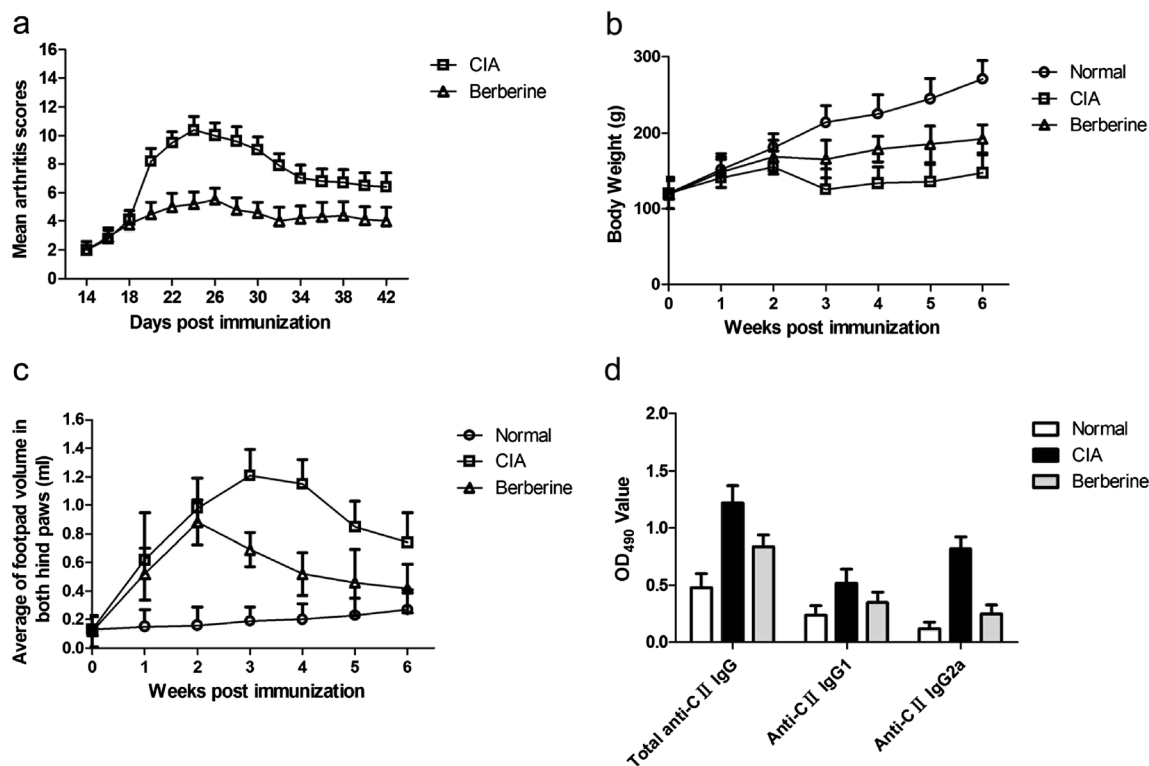 a
16
14
12
10
8
6
4
2
0
Mean arthritis scores
14 18 22 26 30 34 38 42
Days post immunization
CIA
Berberine
b
300
200
100
0
Body Weight (g)
0 1 2 3 4 5 6
Weeks post immunization
Normal
CIA
Berberine
c
1.6
1.4
1.2
1.0
0.8
0.6
0.4
0.2
0.0
Average of footpad volume in
both hind paws (ml)
0 1 2 3 4 5 6
Weeks post immunization
Normal
CIA
Berberine
d
2.0
1.5
1.0
0.5
0.0
OD490 Value
Total anti-CⅡ IgG
Anti-CⅡ IgG1
Anti-CⅡ IgG2a
Normal
CIA
Berberine